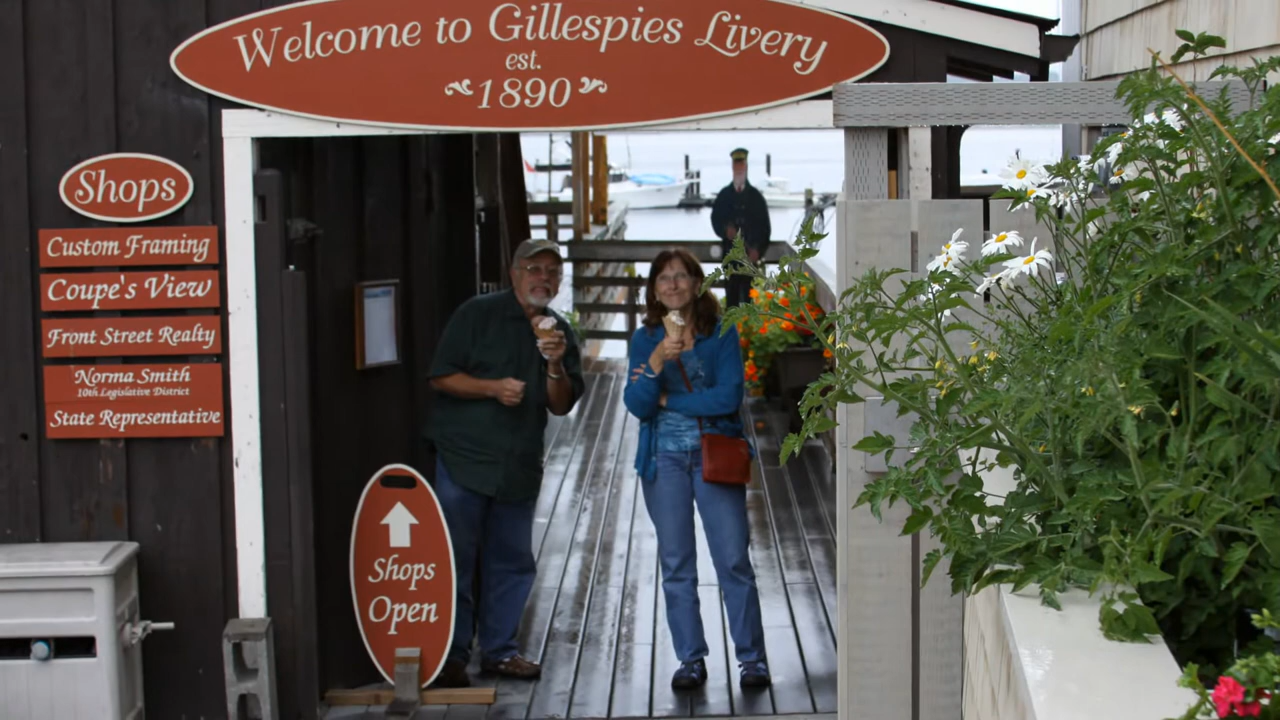 Welcome to Gillespies Livery
est.
1890
Shops
Custom Framing
Coupe's View
Front Street Realty
Norma Smith
10th Legislative District
State Representative
Shops
Open